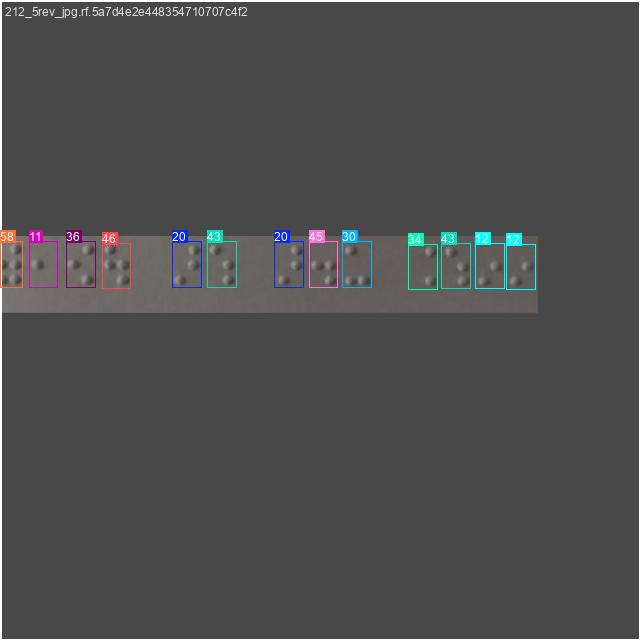 212_5rev_jpg.rf.5a7d4e2e448354710707c4f2
58 11 36 46 20 43 20 45 30 34 43 12 12
⠾⠂⠪⠳ ⠜⠱ ⠜⠲⠥ ⠨⠱⠔⠔